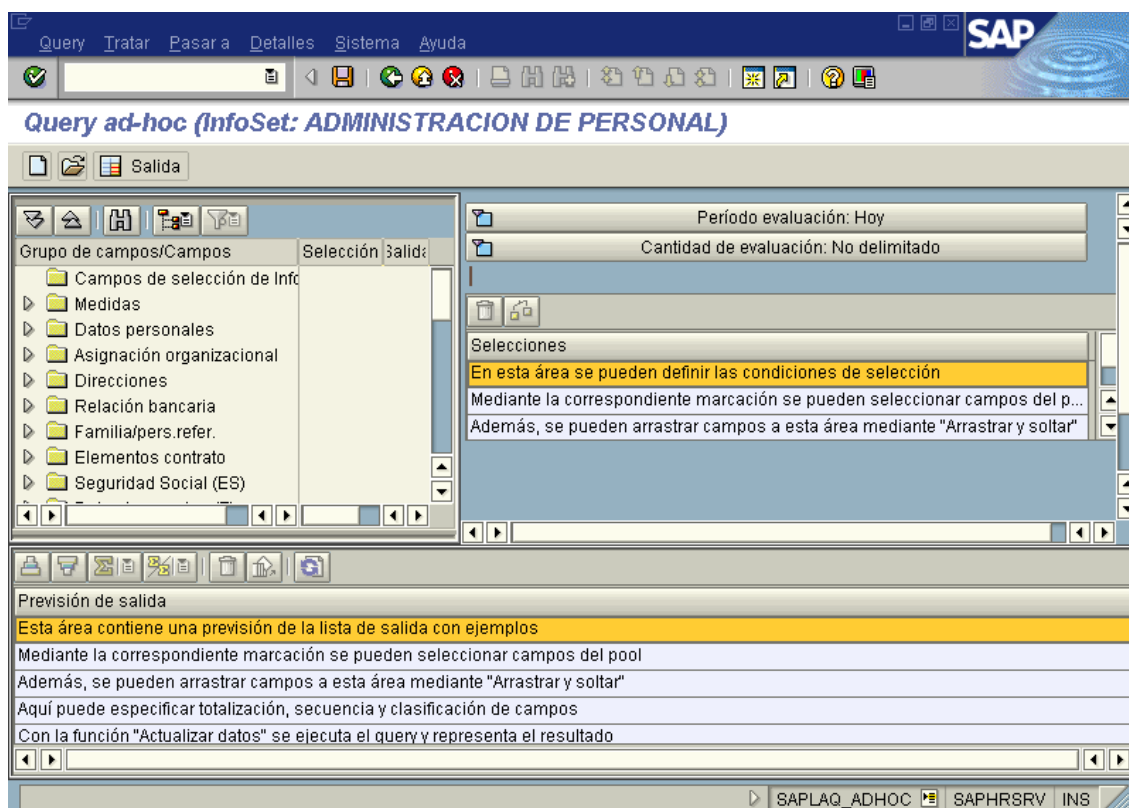 Query Tratar Pasar a Detalles Sistema Ayuda
SAP
Query ad-hoc (InfoSet: ADMINISTRACION DE PERSONAL)
Salida
Grupo de campos/Campos Selección Salida
Campos de selección de Info
Medidas
Datos personales
Asignación organizacional
Direcciones
Relación bancaria
Familia/pers.refer.
Elementos contrato
Seguridad Social (ES)
Período evaluación: Hoy
Cantidad de evaluación: No delimitado
Selecciones
En esta área se pueden definir las condiciones de selección
Mediante la correspondiente marcación se pueden seleccionar campos del p...
Además, se pueden arrastrar campos a esta área mediante "Arrastrar y soltar"
Previsión de salida
Esta área contiene una previsión de la lista de salida con ejemplos
Mediante la correspondiente marcación se pueden seleccionar campos del pool
Además, se pueden arrastrar campos a esta área mediante "Arrastrar y soltar"
Aquí puede especificar totalización, secuencia y clasificación de campos
Con la función "Actualizar datos" se ejecuta el query y representa el resultado
SAPLAQ_ADHOC SAPHRSRV INS